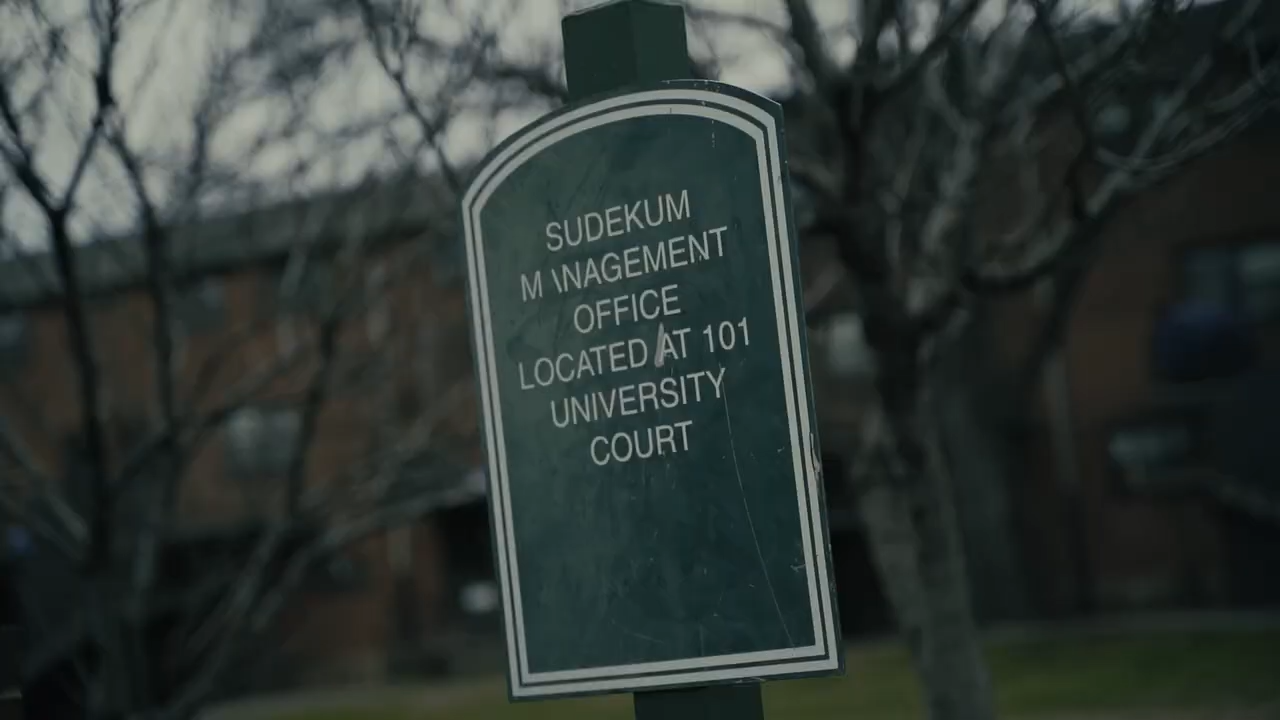 SUDEKUM
M\NAGEMENT
OFFICE
LOCATED AT 101
UNIVERSITY
COURT